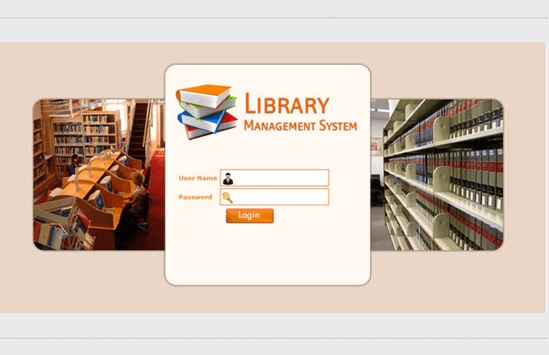 LIBRARY
MANAGEMENT SYSTEM
User Name
Password
Login